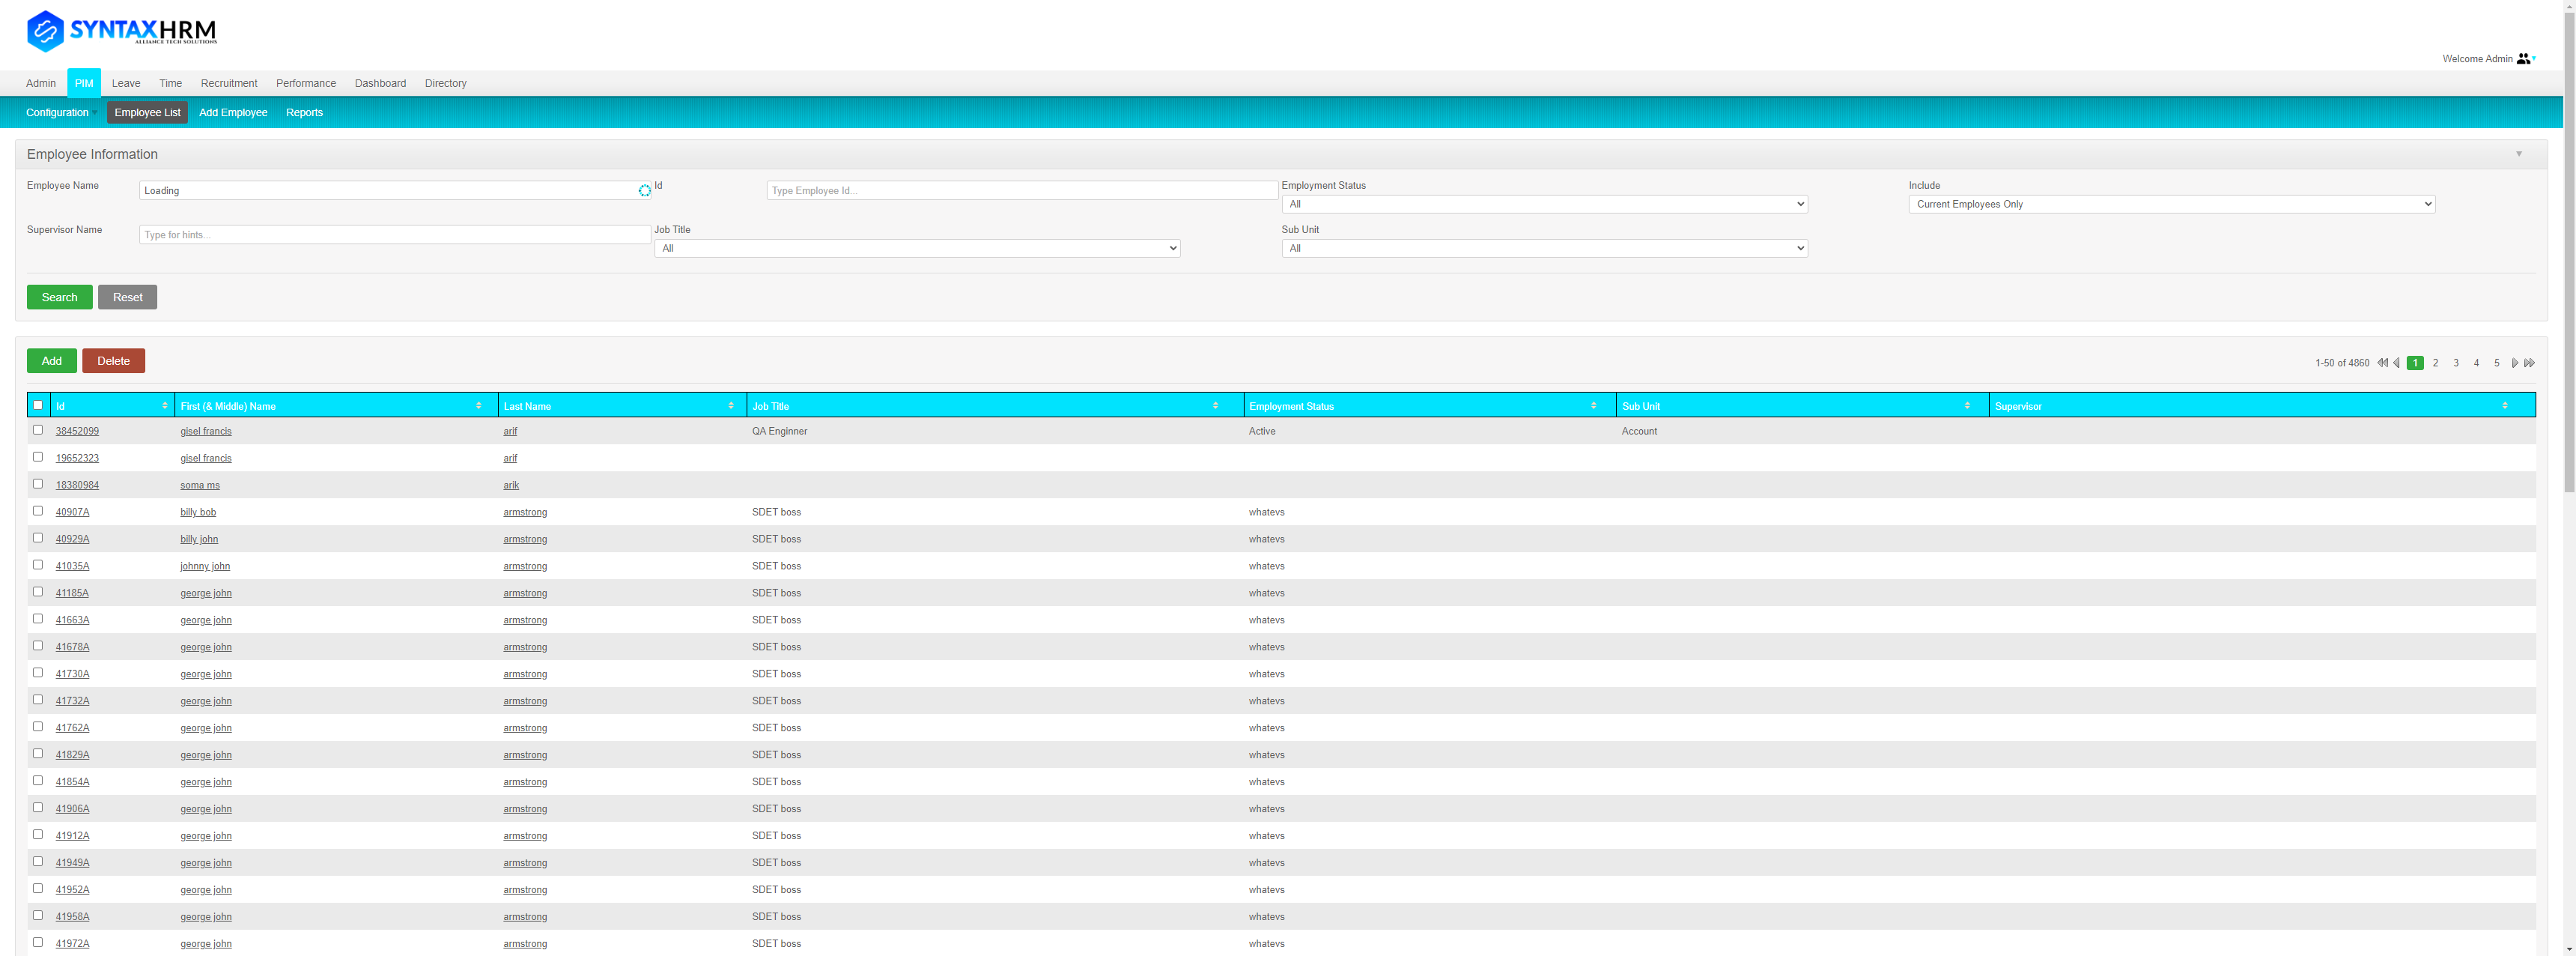 SYNTAXHRM
ALLIANCE TECH SOLUTIONS
Welcome Admin
Admin PIM Leave Time Recruitment Performance Dashboard Directory
Configuration Employee List Add Employee Reports
Employee Information
Employee Name Loading Id Type Employee Id... Employment Status All Include Current Employees Only
Supervisor Name Type for hints... Job Title All Sub Unit All
Search Reset
Add Delete 1-50 of 4860 1 2 3 4 5
Id First (& Middle) Name Last Name Job Title Employment Status Sub Unit Supervisor
38452099 gisel francis arif QA Enginner Active Account
19652323 gisel francis arif
18380984 soma ms arik
40907A billy bob armstrong SDET boss whatevs
40929A billy john armstrong SDET boss whatevs
41035A johnny john armstrong SDET boss whatevs
41185A george john armstrong SDET boss whatevs
41663A george john armstrong SDET boss whatevs
41678A george john armstrong SDET boss whatevs
41730A george john armstrong SDET boss whatevs
41732A george john armstrong SDET boss whatevs
41762A george john armstrong SDET boss whatevs
41829A george john armstrong SDET boss whatevs
41854A george john armstrong SDET boss whatevs
41906A george john armstrong SDET boss whatevs
41912A george john armstrong SDET boss whatevs
41949A george john armstrong SDET boss whatevs
41952A george john armstrong SDET boss whatevs
41958A george john armstrong SDET boss whatevs
41972A george john armstrong SDET boss whatevs